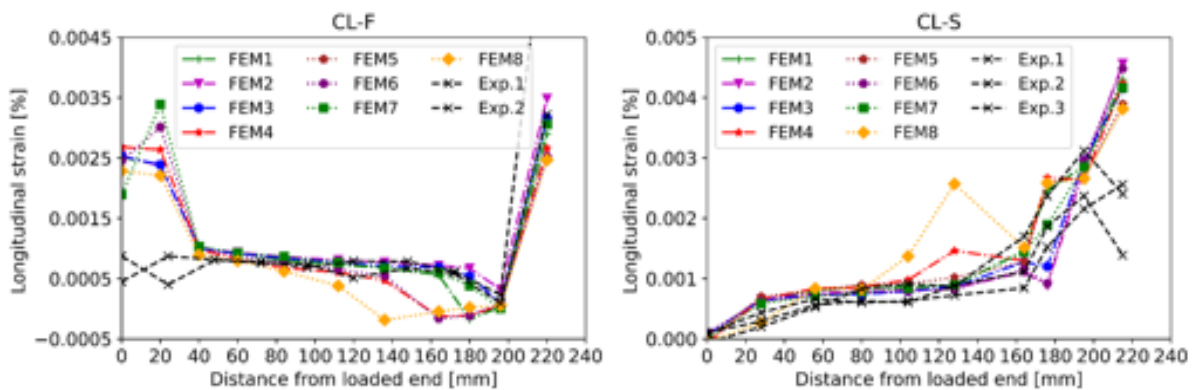 CL-F
Longitudinal strain [%]
0.0045
0.0035
0.0025
0.0015
0.0005
−0.0005
FEM1
FEM2
FEM3
FEM4
FEM5
FEM6
FEM7
FEM8
Exp.1
Exp.2
0 20 40 60 80 100 120 140 160 180 200 220 240
Distance from loaded end [mm]
CL-S
Longitudinal strain [%]
0.005
0.004
0.003
0.002
0.001
0.000
FEM1
FEM2
FEM3
FEM4
FEM5
FEM6
FEM7
FEM8
Exp.1
Exp.2
Exp.3
0 20 40 60 80 100 120 140 160 180 200 220 240
Distance from loaded end [mm]